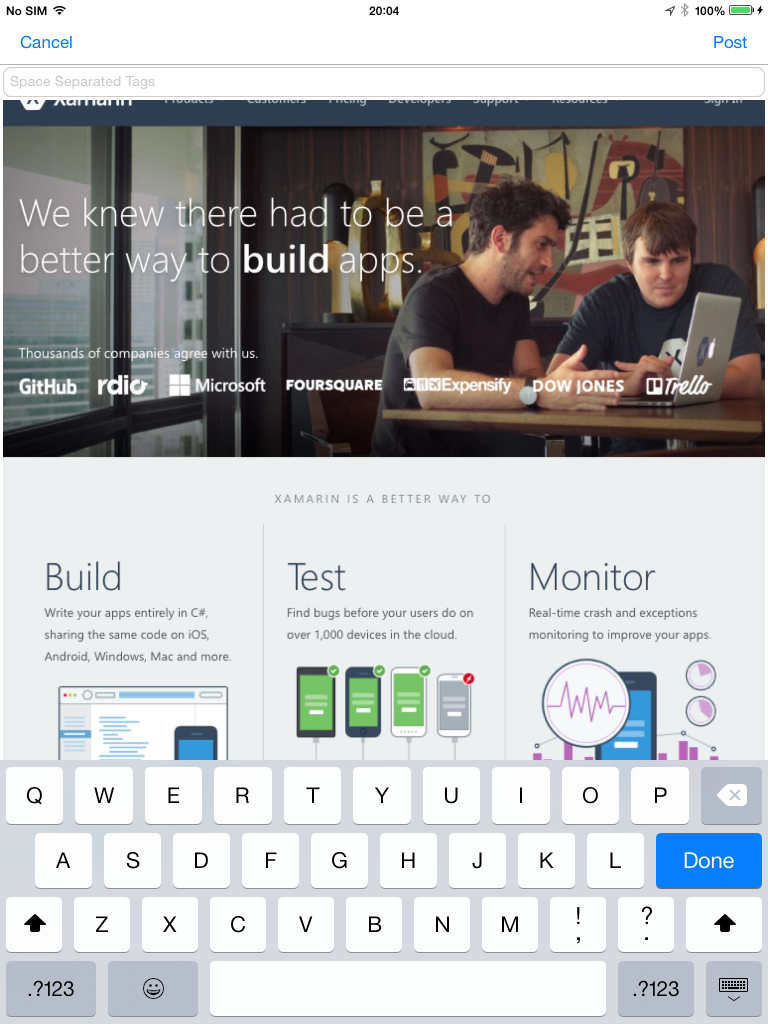 No SIM 20:04 100%
Cancel Post
Space Separated Tags
Xamarin Products Customers Pricing Developers Support Resources Sign In
We knew there had to be a
better way to build apps.
Thousands of companies agree with us.
GitHub rdio Microsoft FOURSQUARE Expensify DOW JONES Trello
XAMARIN IS A BETTER WAY TO
Build
Write your apps entirely in C#,
sharing the same code on iOS,
Android, Windows, Mac and more.
Test
Find bugs before your users do on
over 1,000 devices in the cloud.
Monitor
Real-time crash and exceptions
monitoring to improve your apps.
Q W E R T Y U I O P
A S D F G H J K L Done
Z X C V B N M ! , ? .
.?123 .?123